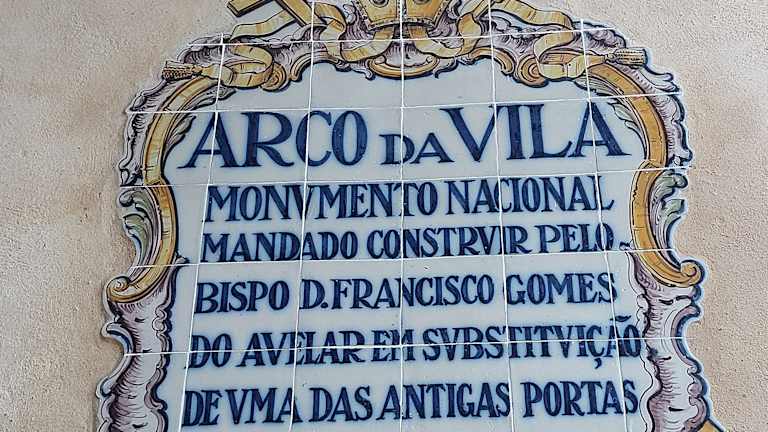 ARCO DA VILA
MONVMENTO NACIONAL
MANDADO CONSTRVIR PELO
BISPO D. FRANCISCO GOMES
DO AVELAR EM SVBSTITVIÇÃO
DE VMA DAS ANTIGAS PORTAS